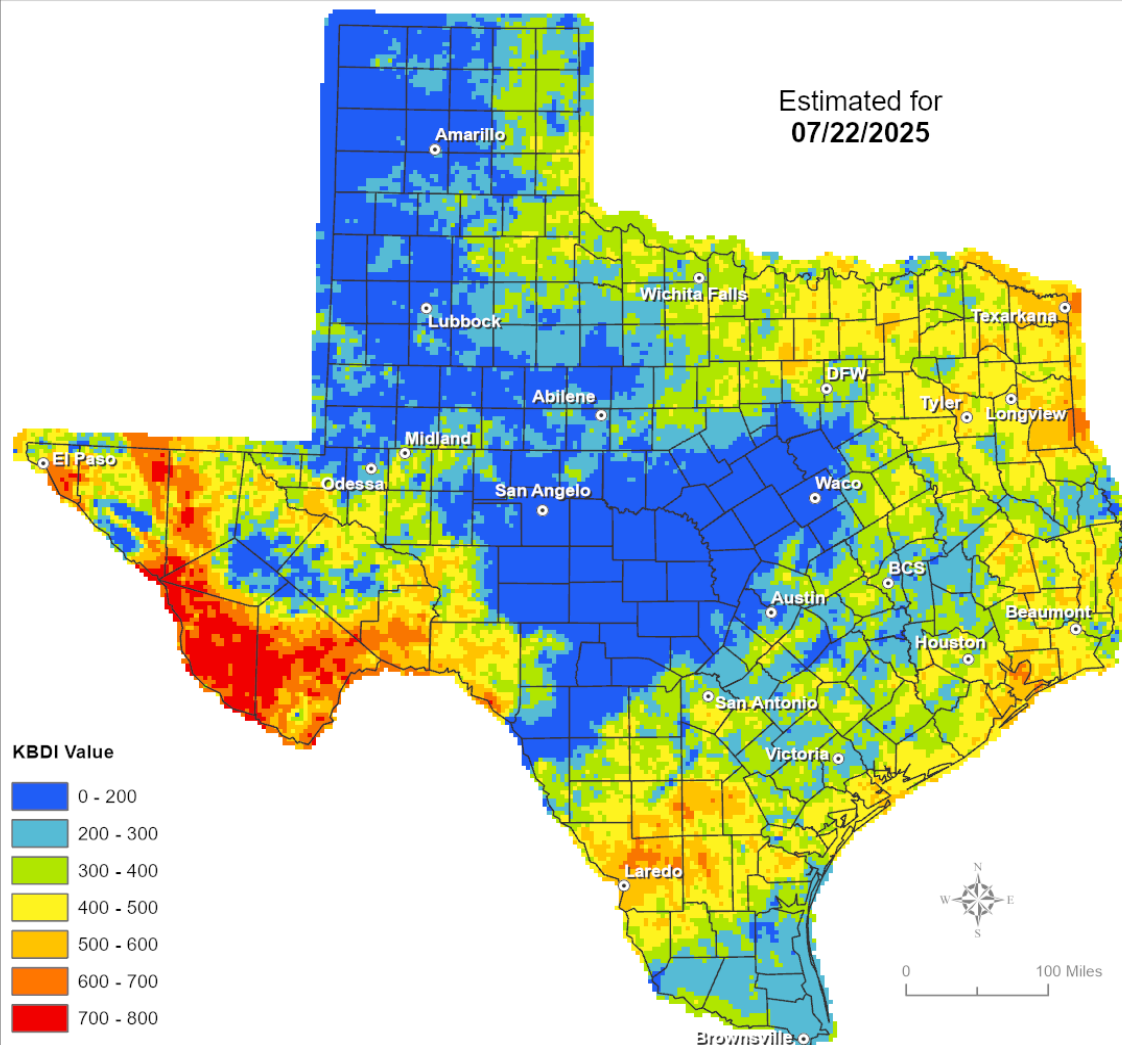 Estimated for
07/22/2025
Amarillo
Wichita Falls
Lubbock
Texarkana
DFW
Abilene
Tyler
Longview
Midland
El Paso
Odessa
San Angelo
Waco
BCS
Austin
Beaumont
Houston
San Antonio
Victoria
Laredo
Brownsville
KBDI Value
0 - 200
200 - 300
300 - 400
400 - 500
500 - 600
600 - 700
700 - 800
N
W E
S
0 100 Miles